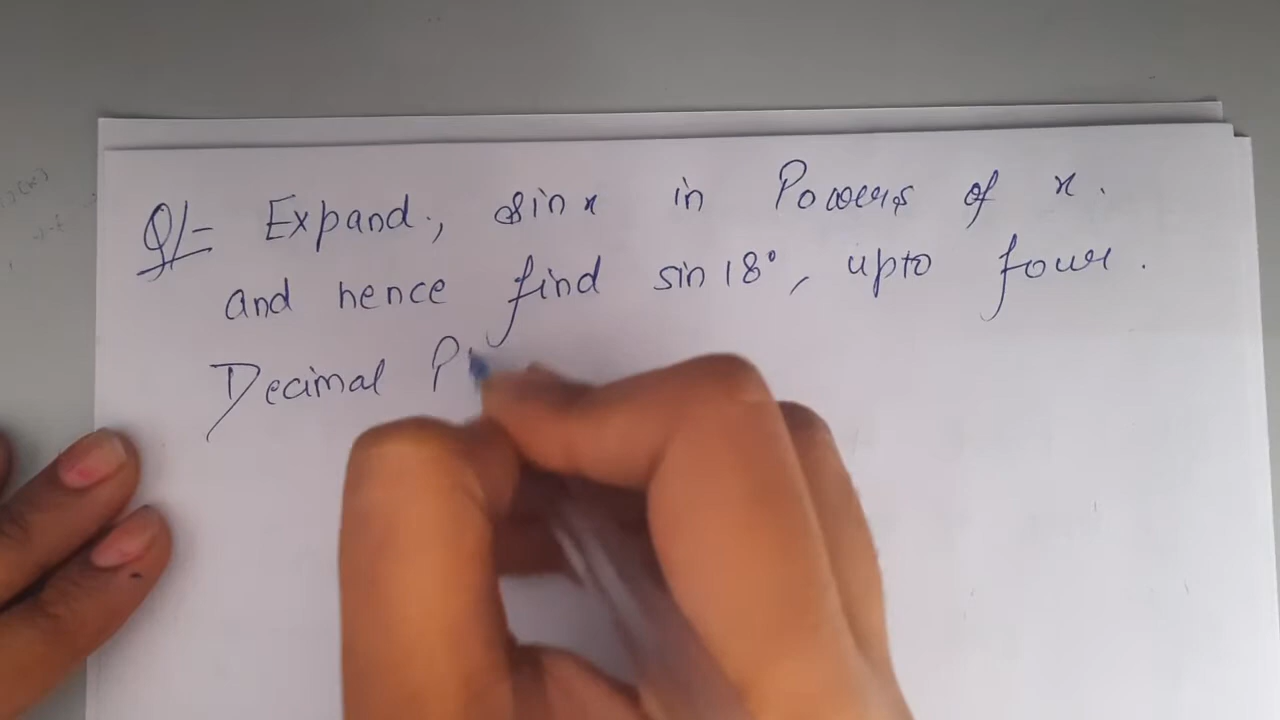 Q/= Expand, sin x in Powers of x.
and hence find sin 18°, upto four.
Decimal P